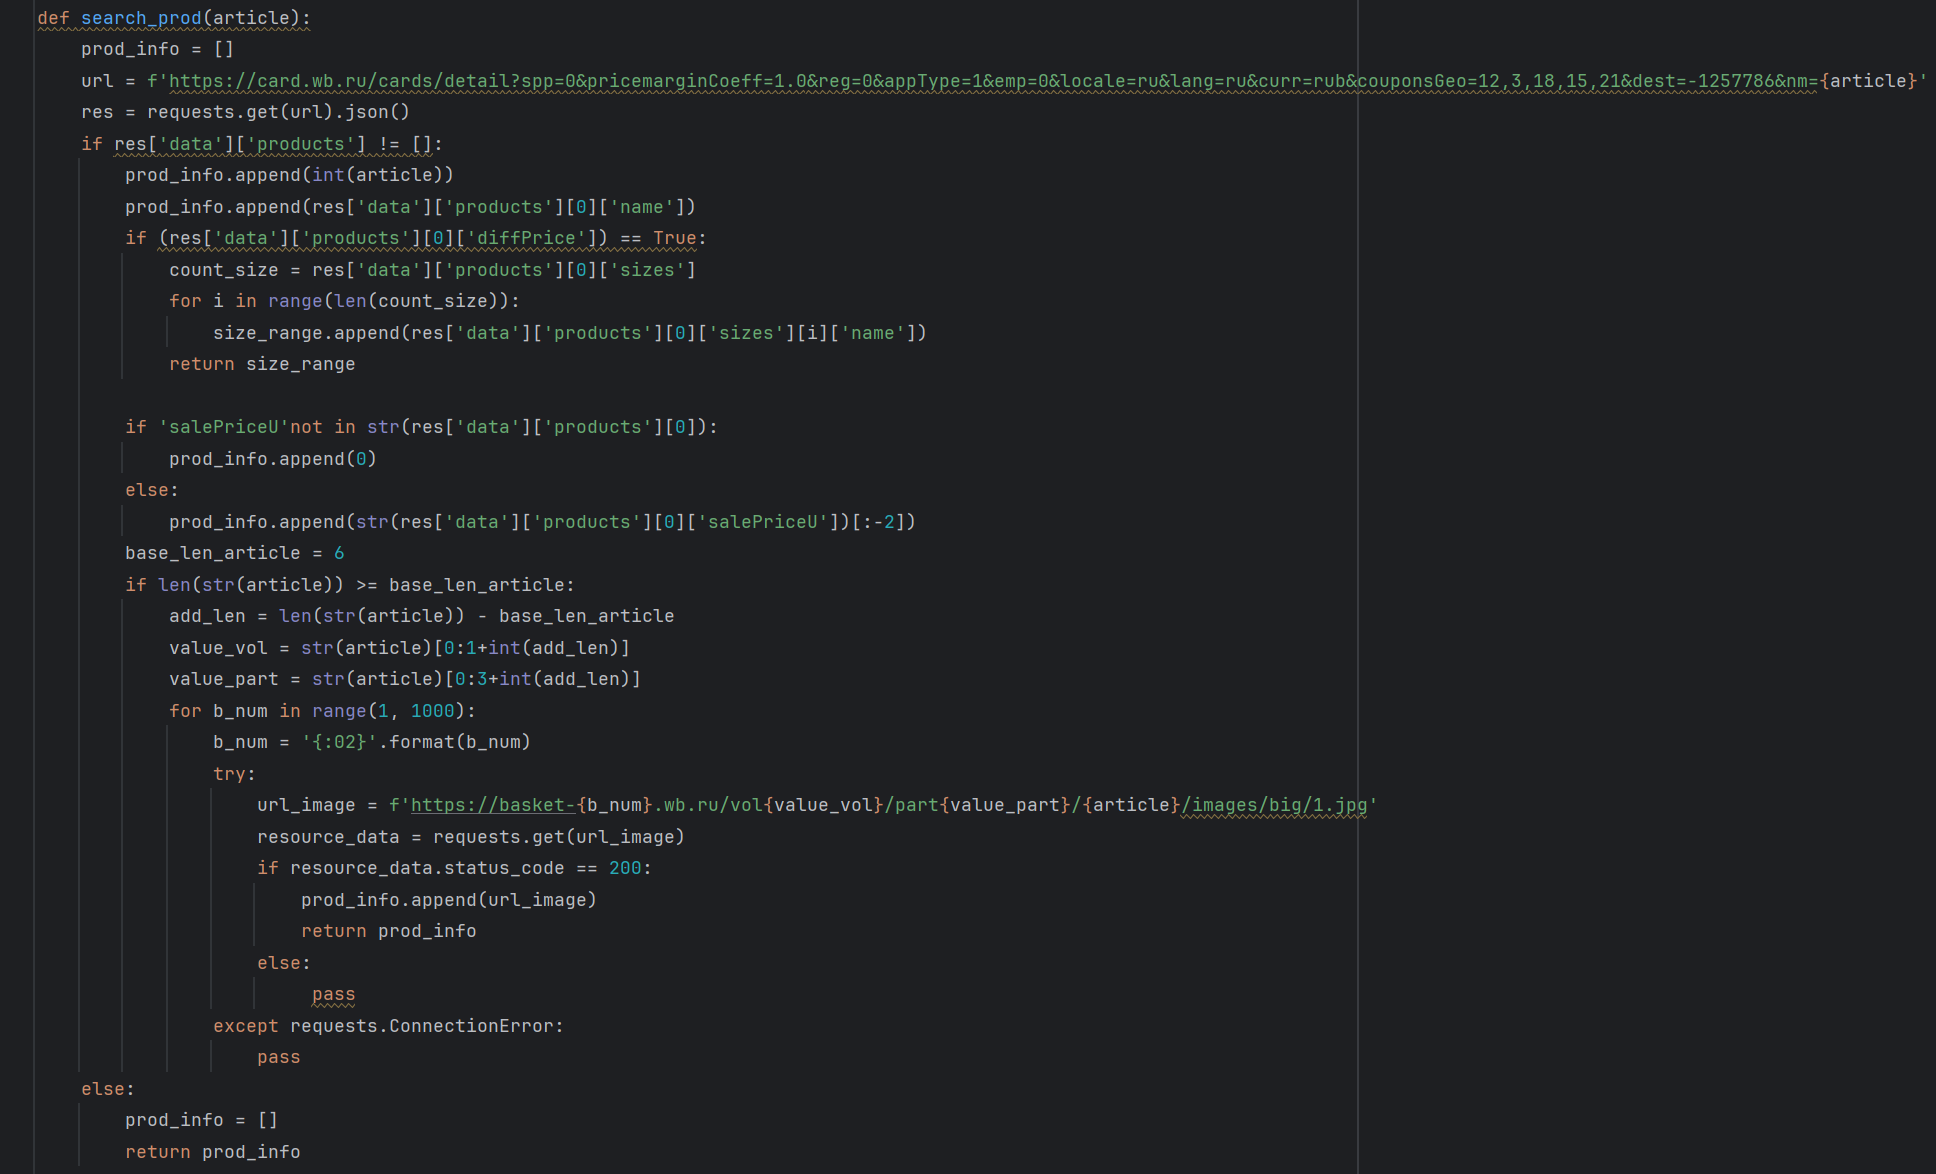 def search_prod(article):
    prod_info = []
    url = f'https://card.wb.ru/cards/detail?spp=0&pricemarginCoeff=1.0&reg=0&appType=1&emp=0&locale=ru&lang=ru&curr=rub&couponsGeo=12,3,18,15,21&dest=-1257786&nm={article}'
    res = requests.get(url).json()
    if res['data']['products'] != []:
        prod_info.append(int(article))
        prod_info.append(res['data']['products'][0]['name'])
        if (res['data']['products'][0]['diffPrice']) == True:
            count_size = res['data']['products'][0]['sizes']
            for i in range(len(count_size)):
                size_range.append(res['data']['products'][0]['sizes'][i]['name'])
            return size_range

        if 'salePriceU'not in str(res['data']['products'][0]):
            prod_info.append(0)
        else:
            prod_info.append(str(res['data']['products'][0]['salePriceU'])[:-2])
        base_len_article = 6
        if len(str(article)) >= base_len_article:
            add_len = len(str(article)) - base_len_article
            value_vol = str(article)[0:1+int(add_len)]
            value_part = str(article)[0:3+int(add_len)]
            for b_num in range(1, 1000):
                b_num = '{:02}'.format(b_num)
                try:
                    url_image = f'https://basket-{b_num}.wb.ru/vol{value_vol}/part{value_part}/{article}/images/big/1.jpg'
                    resource_data = requests.get(url_image)
                    if resource_data.status_code == 200:
                        prod_info.append(url_image)
                        return prod_info
                    else:
                         pass
                except requests.ConnectionError:
                    pass
    else:
        prod_info = []
        return prod_info